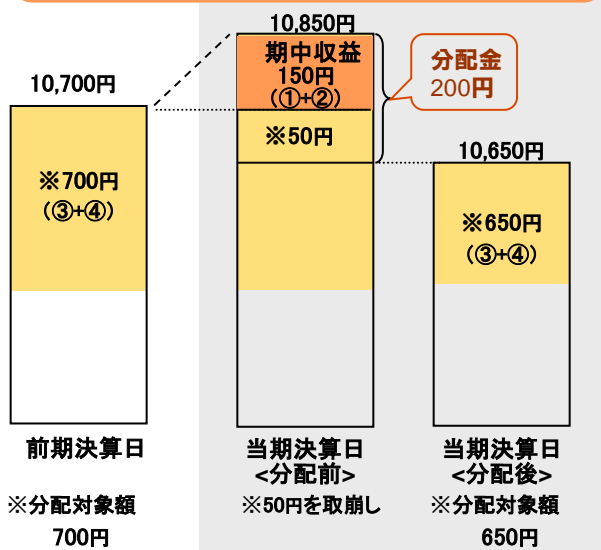 10,850円
期中収益
150円
(①+②)
分配金
200円
10,700円
※50円
10,650円
※700円
(③+④)
※650円
(③+④)
前期決算日
当期決算日
<分配前>
当期決算日
<分配後>
※分配対象額
700円
※50円を取崩し
※分配対象額
650円